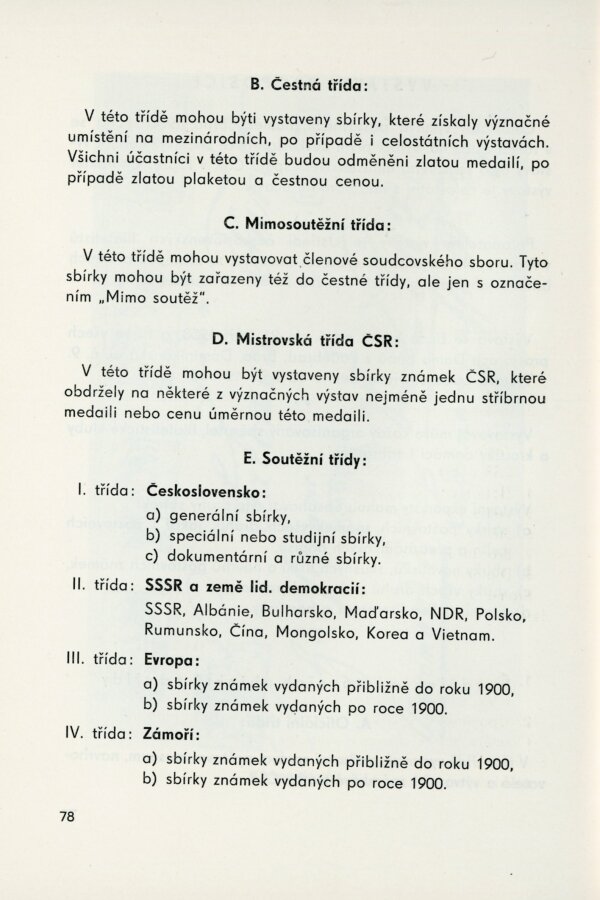 B. Čestná třída:
V této třídě mohou býti vystaveny sbírky, které získaly význačné
umístění na mezinárodních, po případě i celostátních výstavách.
Všichni účastníci v této třídě budou odměněni zlatou medailí, po
případě zlatou plaketou a čestnou cenou.
C. Mimosoutěžní třída:
V této třídě mohou vystavovat členové soudcovského sboru. Tyto
sbírky mohou být zařazeny též do čestné třídy, ale jen s označe-
ním „Mimo soutěž".
D. Mistrovská třída ČSR:
V této třídě mohou být vystaveny sbírky známek ČSR, které
obdržely na některé z význačných výstav nejméně jednu stříbrnou
medaili nebo cenu úměrnou této medaili.
E. Soutěžní třídy:
I. třída: Československo:
a) generální sbírky,
b) speciální nebo studijní sbírky,
c) dokumentární a různé sbírky.
II. třída: SSSR a země lid. demokracií:
SSSR, Albánie, Bulharsko, Maďarsko, NDR, Polsko,
Rumunsko, Čína, Mongolsko, Korea a Vietnam.
III. třída: Evropa:
a) sbírky známek vydaných přibližně do roku 1900,
b) sbírky známek vydaných po roce 1900.
IV. třída: Zámoří:
a) sbírky známek vydaných přibližně do roku 1900,
b) sbírky známek vydaných po roce 1900.
78